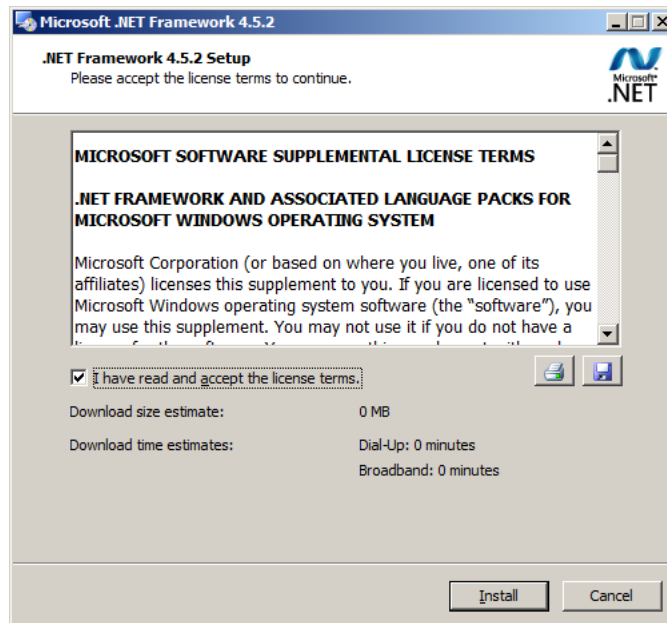 Microsoft .NET Framework 4.5.2
.NET Framework 4.5.2 Setup
Please accept the license terms to continue.
Microsoft
.NET
MICROSOFT SOFTWARE SUPPLEMENTAL LICENSE TERMS
.NET FRAMEWORK AND ASSOCIATED LANGUAGE PACKS FOR
MICROSOFT WINDOWS OPERATING SYSTEM
Microsoft Corporation (or based on where you live, one of its
affiliates) licenses this supplement to you. If you are licensed to use
Microsoft Windows operating system software (the “software”), you
may use this supplement. You may not use it if you do not have a
I have read and accept the license terms.
Download size estimate: 0 MB
Download time estimates: Dial-Up: 0 minutes
Broadband: 0 minutes
Install Cancel